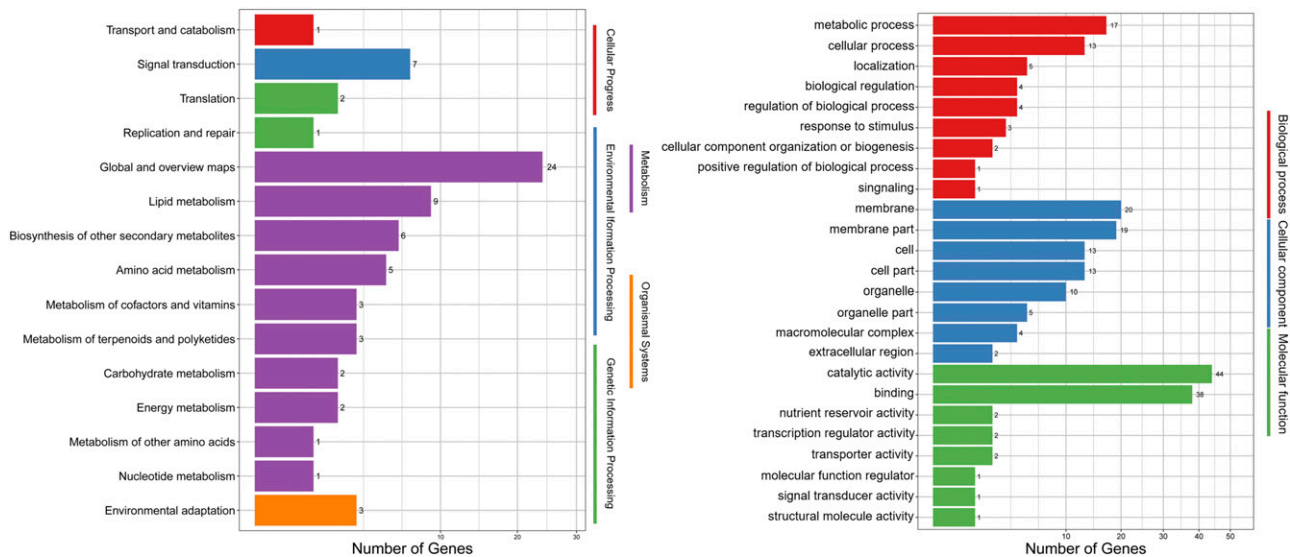 Transport and catabolism
1
Signal transduction
7
Translation
2
Replication and repair
1
Global and overview maps
24
Lipid metabolism
9
Biosynthesis of other secondary metabolites
6
Amino acid metabolism
5
Metabolism of cofactors and vitamins
3
Metabolism of terpenoids and polyketides
3
Carbohydrate metabolism
2
Energy metabolism
2
Metabolism of other amino acids
1
Nucleotide metabolism
1
Environmental adaptation
3
10
20
30
Number of Genes
Cellular Progress
Environmental Iformation Processing
Metabolism
Organismal Systems
Genetic Information Processing
metabolic process
17
cellular process
13
localization
5
biological regulation
4
regulation of biological process
4
response to stimulus
3
cellular component organization or biogenesis
2
positive regulation of biological process
1
singnaling
1
membrane
20
membrane part
19
cell
13
cell part
13
organelle
10
organelle part
5
macromolecular complex
4
extracellular region
2
catalytic activity
44
binding
38
nutrient reservoir activity
2
transcription regulator activity
2
transporter activity
2
molecular function regulator
1
signal transducer activity
1
structural molecule activity
1
10
20
30
40
50
Number of Genes
Biological process
Cellular component
Molecular function